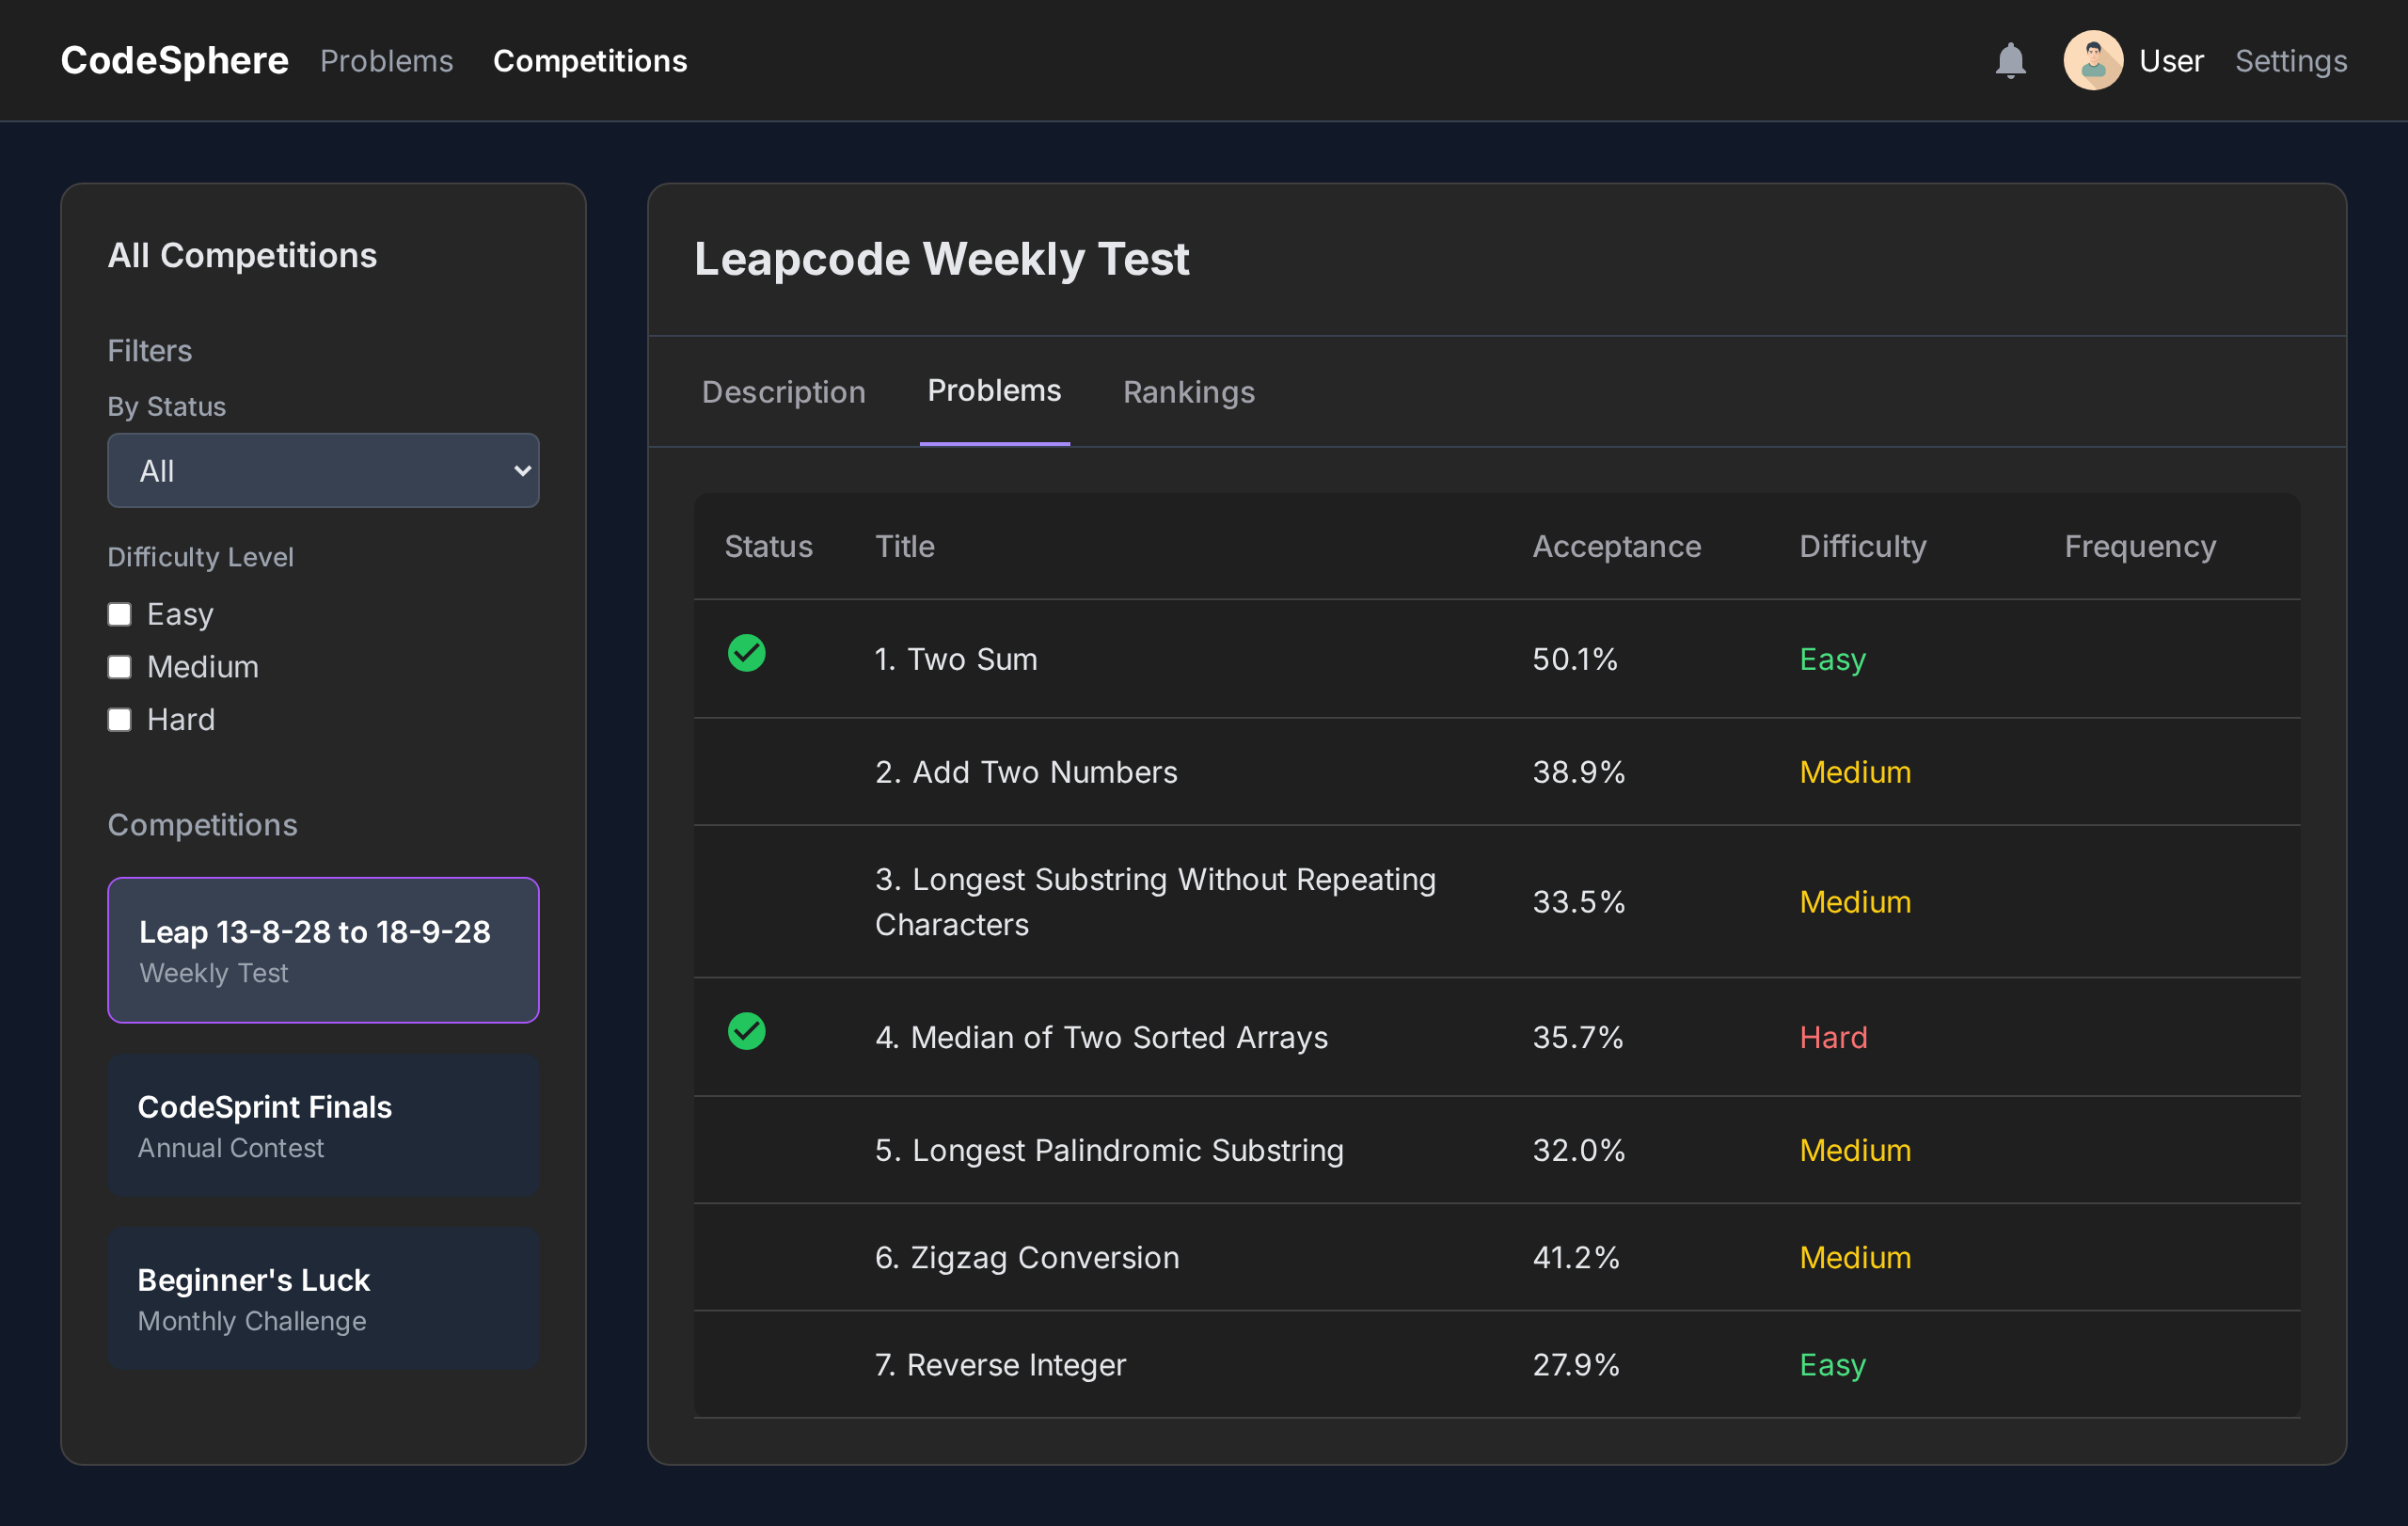 CodeSphere Problems Competitions User Settings
All Competitions
Filters
By Status
All
Difficulty Level
Easy
Medium
Hard
Competitions
Leap 13-8-28 to 18-9-28
Weekly Test
CodeSprint Finals
Annual Contest
Beginner's Luck
Monthly Challenge
Leapcode Weekly Test
Description Problems Rankings
Status Title Acceptance Difficulty Frequency
1. Two Sum 50.1% Easy
2. Add Two Numbers 38.9% Medium
3. Longest Substring Without Repeating
Characters 33.5% Medium
4. Median of Two Sorted Arrays 35.7% Hard
5. Longest Palindromic Substring 32.0% Medium
6. Zigzag Conversion 41.2% Medium
7. Reverse Integer 27.9% Easy